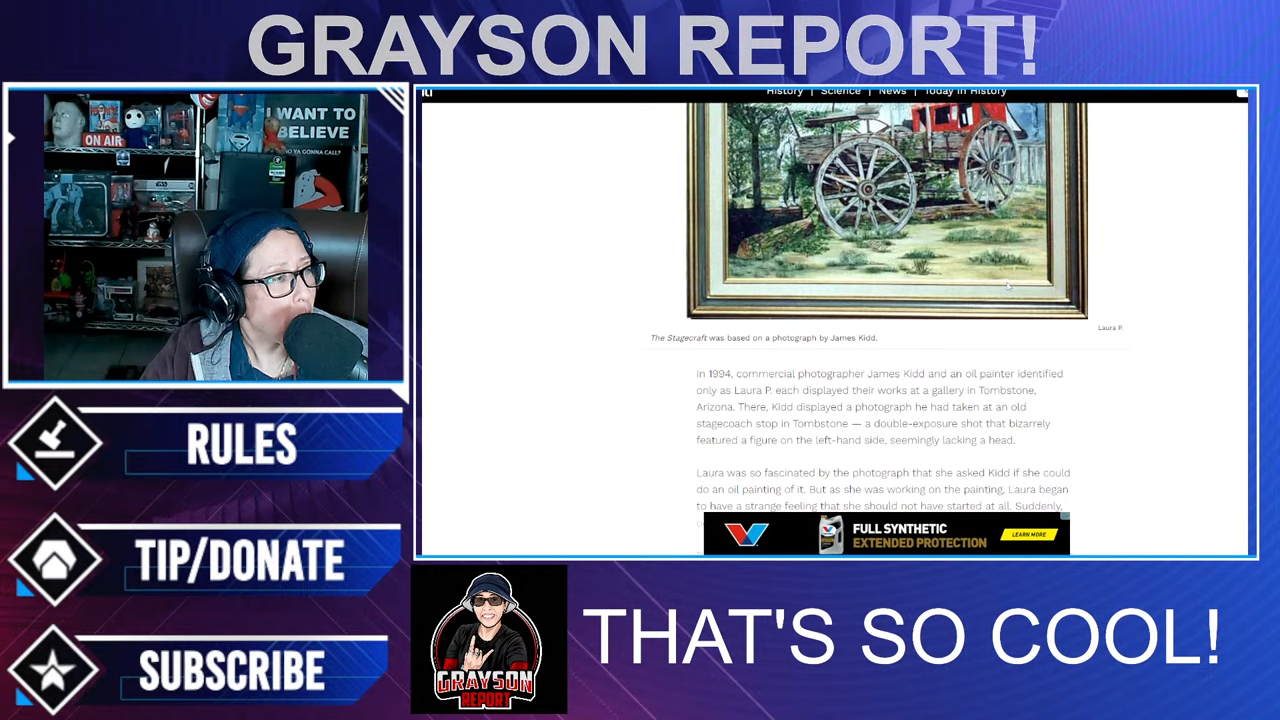 GRAYSON REPORT!
I WANT TO
BELIEVE
YA GONNA CALL?
ON AIR
History | Science | News | Today in History
Laura P.
The Stagecraft was based on a photograph by James Kidd.
In 1994, commercial photographer James Kidd and an oil painter identified
only as Laura P. each displayed their works at a gallery in Tombstone,
Arizona. There, Kidd displayed a photograph he had taken at an old
stagecoach stop in Tombstone — a double-exposure shot that bizarrely
featured a figure on the left-hand side, seemingly lacking a head.
Laura was so fascinated by the photograph that she asked Kidd if she could
do an oil painting of it. But as she was working on the painting, Laura began
to have a strange feeling that she should not have started at all. Suddenly,
FULL SYNTHETIC
EXTENDED PROTECTION
LEARN MORE
RULES
TIP/DONATE
SUBSCRIBE
GRAYSON
REPORT
THAT'S SO COOL!